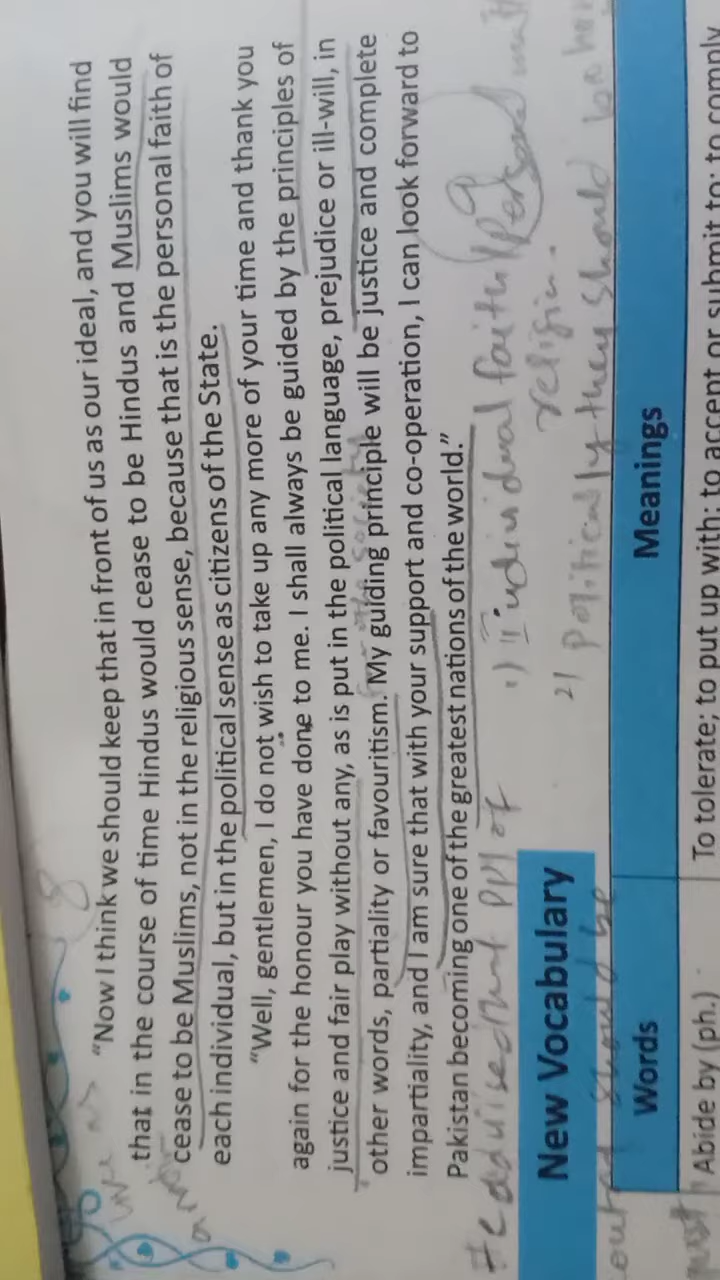 "Now I think we should keep that in front of us as our ideal, and you will find
that in the course of time Hindus would cease to be Hindus and Muslims would
cease to be Muslims, not in the religious sense, because that is the personal faith of
each individual, but in the political sense as citizens of the State.
"Well, gentlemen, I do not wish to take up any more of your time and thank you
again for the honour you have done to me. I shall always be guided by the principles of
justice and fair play without any, as is put in the political language, prejudice or ill-will, in
other words, partiality or favouritism. My guiding principle will be justice and complete
impartiality, and I am sure that with your support and co-operation, I can look forward to
Pakistan becoming one of the greatest nations of the world."
He advised that ppl of 1) Individual faith / Personal
religion.
2) Politically they should
New Vocabulary
should be
Words Meanings
Abide by (ph.) To tolerate; to put up with; to accept or submit to; to comply